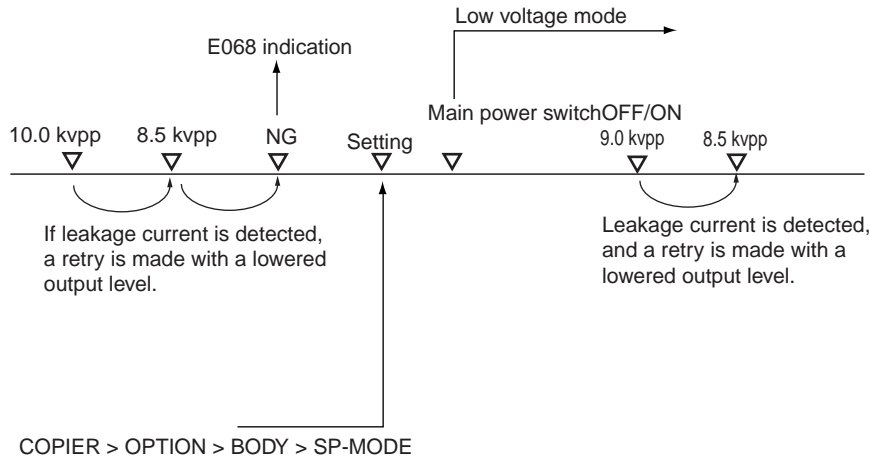 Low voltage mode
E068 indication
Main power switchOFF/ON
10.0 kvpp
8.5 kvpp
NG
Setting
9.0 kvpp
8.5 kvpp
If leakage current is detected,
a retry is made with a lowered
output level.
Leakage current is detected,
and a retry is made with a
lowered output level.
COPIER > OPTION > BODY > SP-MODE